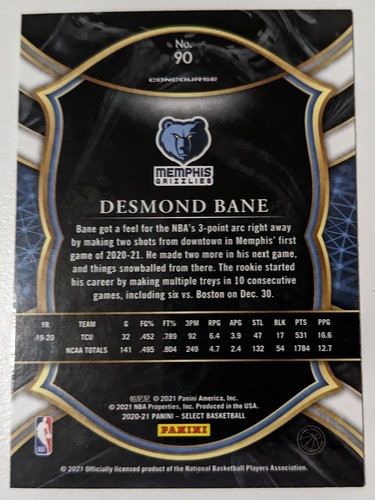 No.
90
CONCOURSE
MEMPHIS
GRIZZLIES
DESMOND BANE
Bane got a feel for the NBA's 3-point arc right away
by making two shots from downtown in Memphis' first
game of 2020-21. He made two more in his next game,
and things snowballed from there. The rookie started
his career by making multiple treys in 10 consecutive
games, including six vs. Boston on Dec. 30.
YR TEAM G FG% FT% 3PM RPG APG STL BLK PTS PPG
19-20 TCU 32 .452 .789 92 6.4 3.9 47 17 531 16.6
NCAA TOTALS 141 .495 .804 249 4.7 2.4 132 54 1784 12.7
帕尼尼 © 2021 Panini America, Inc.
© 2021 NBA Properties, Inc. Produced in the USA.
2020-21 PANINI - SELECT BASKETBALL
PANINI
© 2021 Officially licensed product of the National Basketball Players Association.